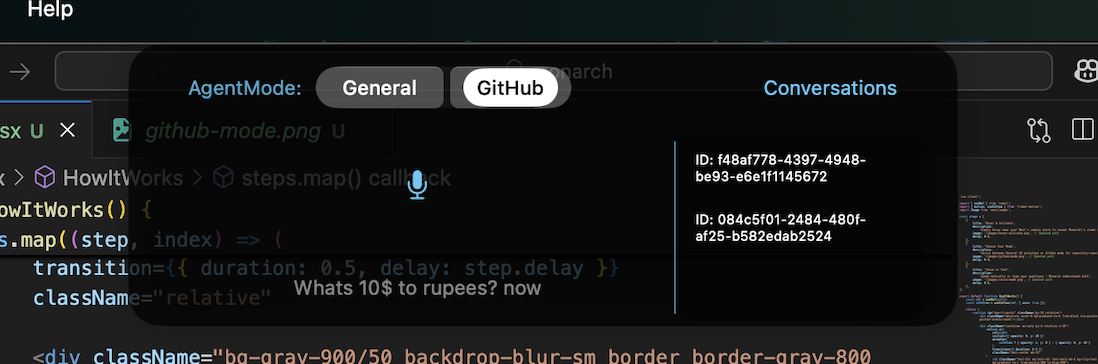 Help
onarch
AgentMode: General GitHub Conversations
sx U github-mode.png U
x > HowItWorks > steps.map() callback
ID: f48af778-4397-4948-
be93-e6e1f1145672
owItWorks() {
s.map((step, index) => (
ID: 084c5f01-2484-480f-
af25-b582edab2524
transition={{ duration: 0.5, delay: step.delay }}
className="relative"
Whats 10$ to rupees? now
<div className="bg-gray-900/50 backdrop-blur-sm border border-gray-800